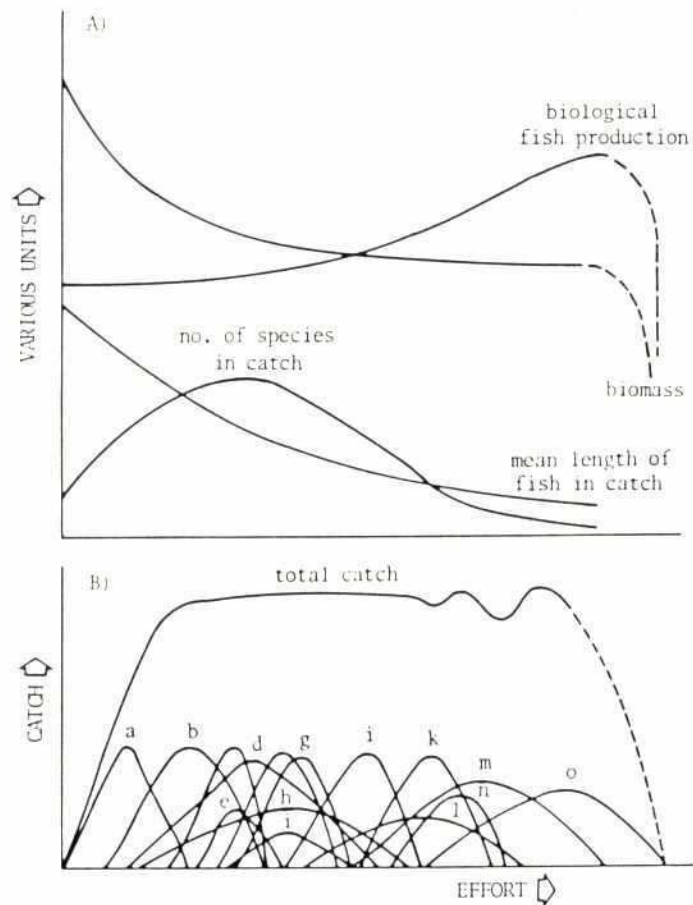 A)
biological
fish production
VARIOUS UNITS
no. of species
in catch
biomass
mean length of
fish in catch
B)
total catch
CATCH
a
b
d
g
i
k
m
o
e
h
n
l
i
EFFORT